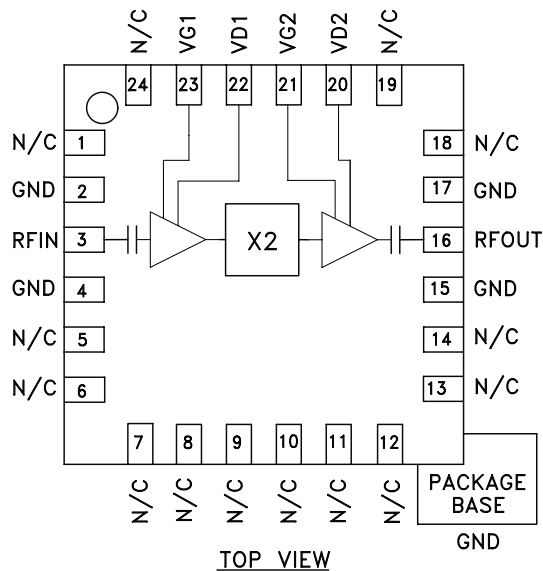 N/C
VG1
VD1
VG2
VD2
N/C
24
23
22
21
20
19
N/C 1
18 N/C
GND 2
17 GND
RFIN 3
X2
16 RFOUT
GND 4
15 GND
N/C 5
14 N/C
N/C 6
13 N/C
7
8
9
10
11
12
N/C
N/C
N/C
N/C
N/C
N/C
PACKAGE
BASE
GND
TOP VIEW